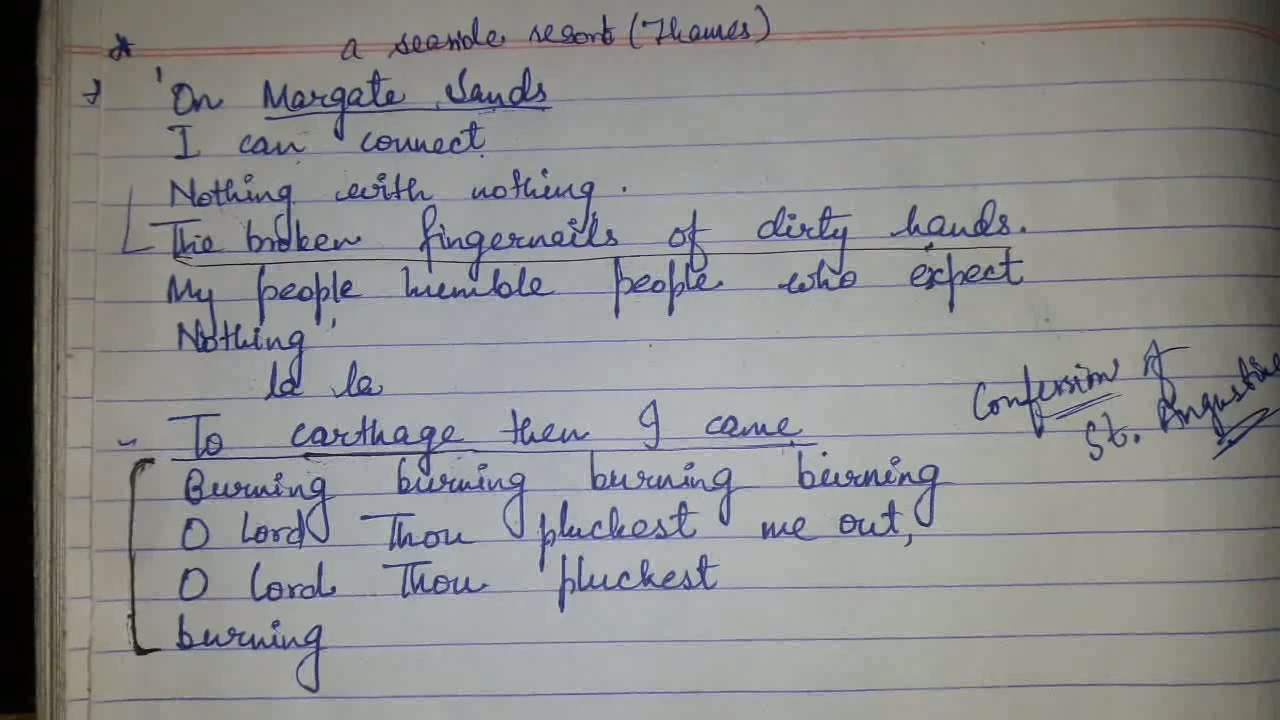 a seaside resort (Thames)
'On Margate Sands
I can connect
Nothing with nothing.
The broken fingernails of dirty hands.
My people humble people who expect
Nothing'
la la
To carthage then I came
Burning burning burning burning
O Lord Thou pluckest me out,
O lord Thou pluckest
burning
Confession of
St. Augustine